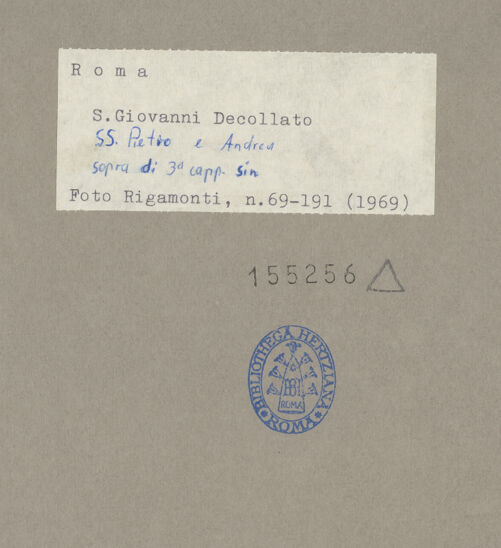 Roma
S.Giovanni Decollato
SS. Pietro e Andrea
sopra di 3ª capp. sin
Foto Rigamonti, n.69-191 (1969)
155256
BIBLIOTHECA HERTZIANA
ROMA
ROMA